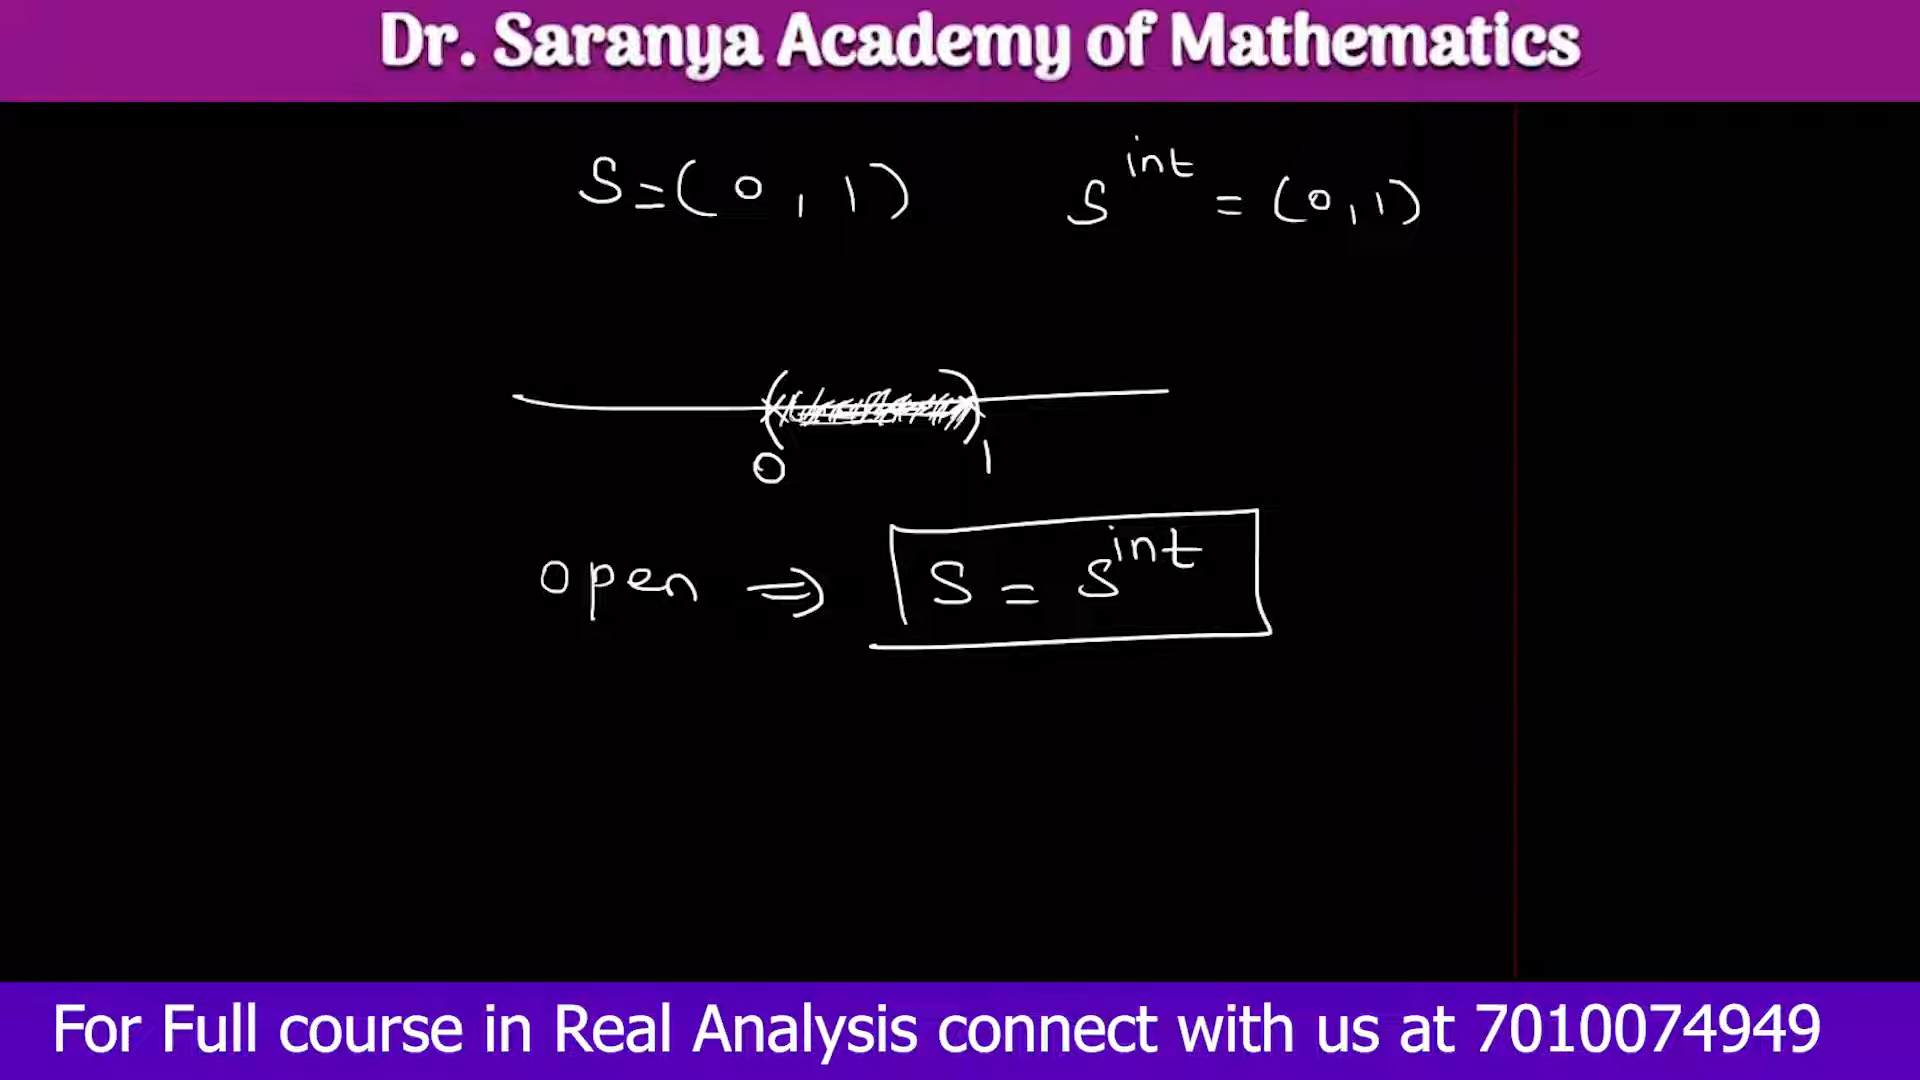 Dr. Saranya Academy of Mathematics
S = (0, 1) S^int = (0, 1)
0 1
open ⇒ S = S^int
For Full course in Real Analysis connect with us at 7010074949